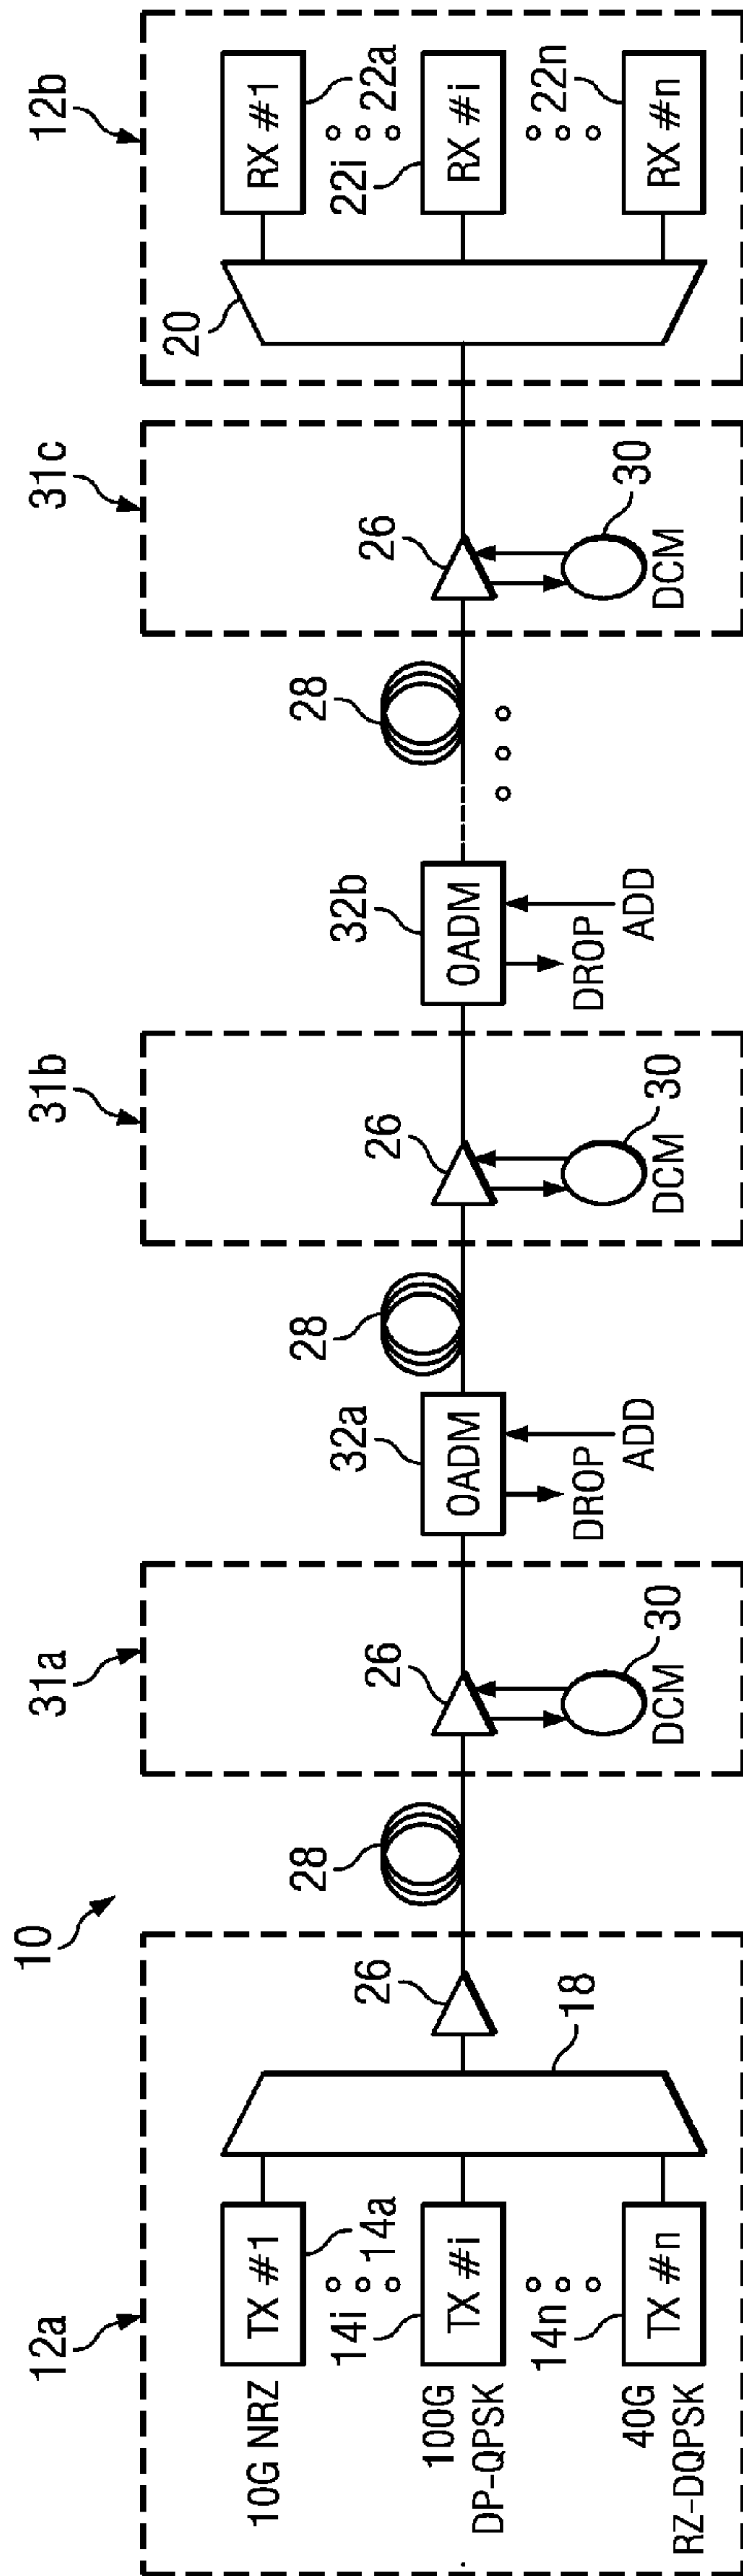 10
12a
31a
31b
31c
12b
10G NRZ
TX #1
14a
14i
100G
DP-QPSK
TX #i
14n
40G
RZ-DQPSK
TX #n
18
26
28
26
30
DCM
32a
OADM
DROP
ADD
28
26
30
DCM
32b
OADM
DROP
ADD
28
26
30
DCM
20
RX #1
22a
22i
RX #i
22n
RX #n